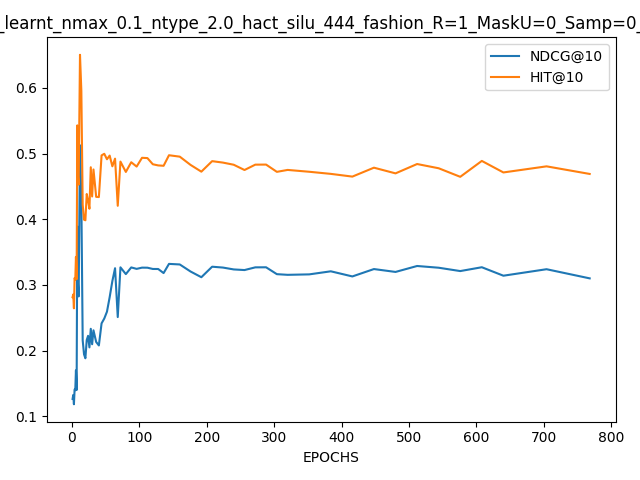 _learnt_nmax_0.1_ntype_2.0_hact_silu_444_fashion_R=1_MaskU=0_Samp=0_
NDCG@10
HIT@10
0.6
0.5
0.4
0.3
0.2
0.1
0 100 200 300 400 500 600 700 800
EPOCHS